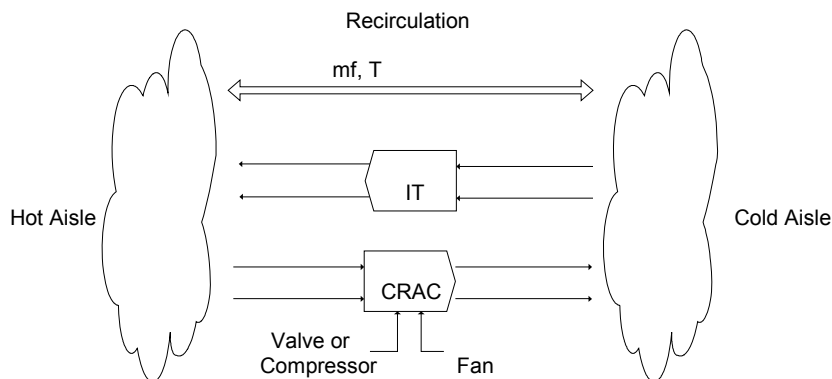 Recirculation
mf, T
IT
Hot Aisle
Cold Aisle
CRAC
Valve or
Compressor
Fan